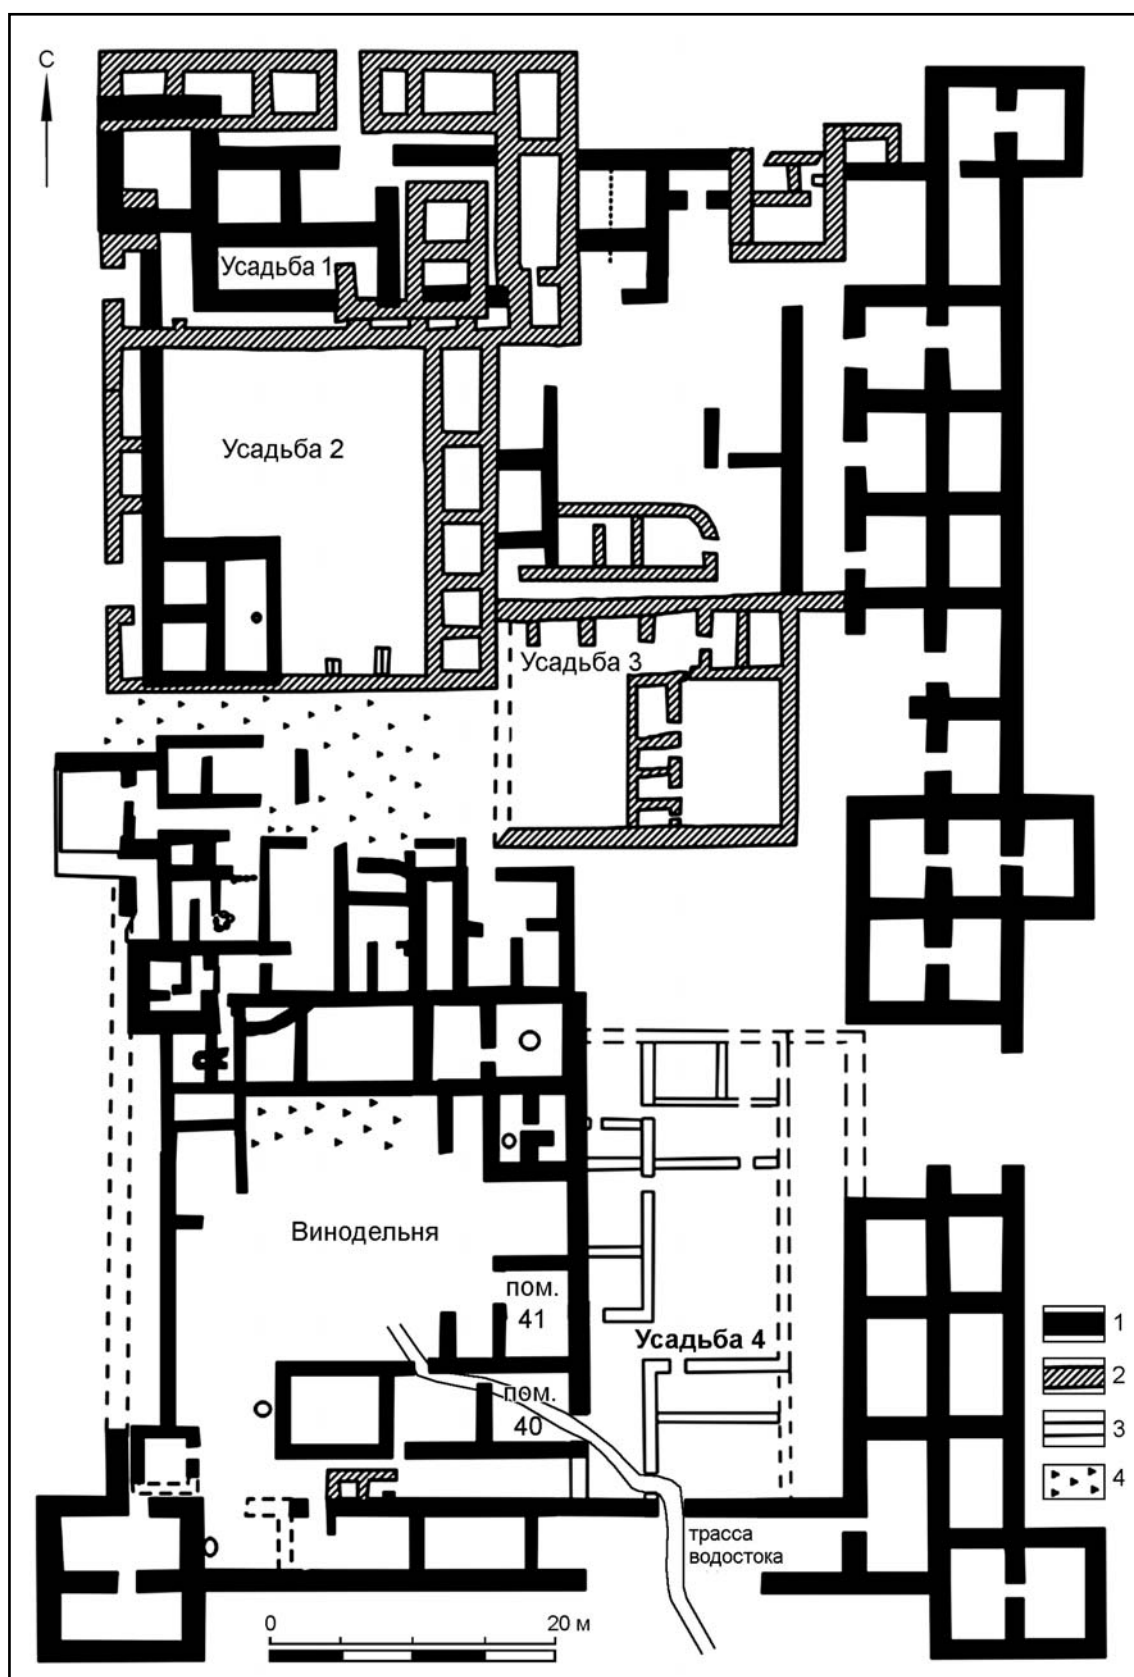 С
Усадьба 1
Усадьба 2
Усадьба 3
Винодельня
пом.
41
Усадьба 4
пом.
40
1
2
3
4
трасса
водостока
0
20 м